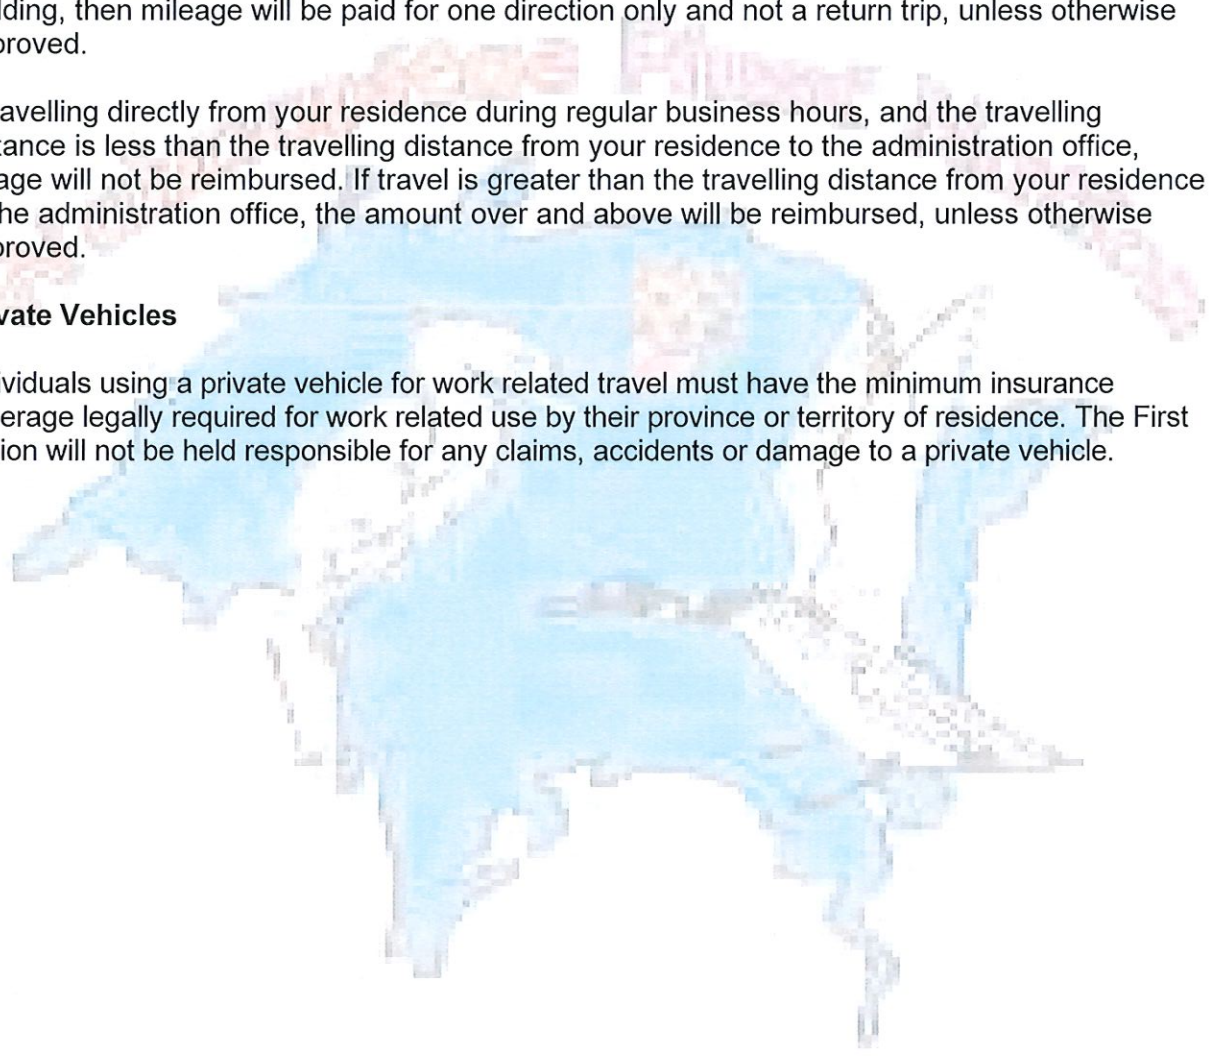 lding, then mileage will be paid for one direction only and not a return trip, unless otherwise
proved.
avelling directly from your residence during regular business hours, and the travelling
tance is less than the travelling distance from your residence to the administration office,
age will not be reimbursed. If travel is greater than the travelling distance from your residence
he administration office, the amount over and above will be reimbursed, unless otherwise
proved.
vate Vehicles
ividuals using a private vehicle for work related travel must have the minimum insurance
erage legally required for work related use by their province or territory of residence. The First
ion will not be held responsible for any claims, accidents or damage to a private vehicle.